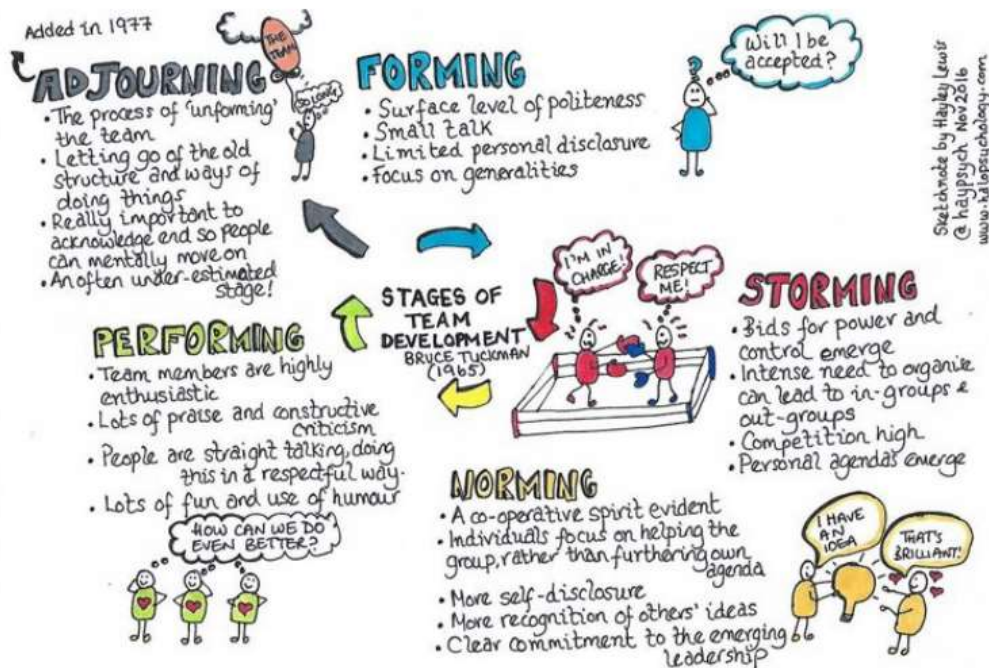 Added in 1977
ADJOURNING
• The process of 'unforming'
the team
• Letting go of the old
structure and ways of
doing things
• Really important to
acknowledge end so people
can mentally move on
• An often under-estimated
stage!
THE
TEAM
SO LONG!
FORMING
• Surface level of politeness
• Small talk
• Limited personal disclosure
• Focus on generalities
?
Will I be
accepted?
Sketchnote by Hayley Lewis
@haypsych Nov 2016
www.halopsychology.com
STAGES OF
TEAM
DEVELOPMENT
BRUCE TUCKMAN
(1965)
I'M IN
CHARGE!
RESPECT
ME!
STORMING
• Bids for power and
control emerge
• Intense need to organise
can lead to in-groups &
out-groups
• Competition high
• Personal agendas emerge
NORMING
• A co-operative spirit evident
• Individuals focus on helping the
group, rather than furthering own
agenda
• More self-disclosure
• More recognition of others' ideas
• Clear commitment to the emerging
leadership
I HAVE
AN
IDEA
THAT'S
BRILLIANT!
PERFORMING
• Team members are highly
enthusiastic
• Lots of praise and constructive
criticism
• People are straight talking, doing
this in a respectful way.
• Lots of fun and use of humour
HOW CAN WE DO
EVEN BETTER?